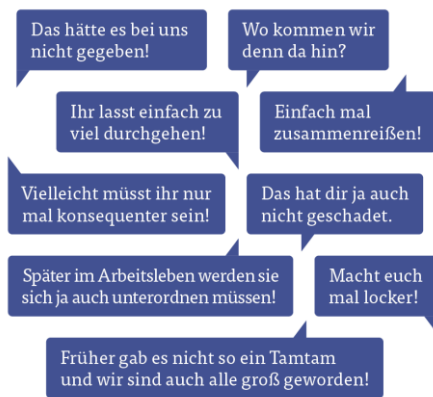 Das hätte es bei uns
nicht gegeben!
Wo kommen wir
denn da hin?
Ihr lasst einfach zu
viel durchgehen!
Einfach mal
zusammenreißen!
Vielleicht müsst ihr nur
mal konsequenter sein!
Das hat dir ja auch
nicht geschadet.
Später im Arbeitsleben werden sie
sich ja auch unterordnen müssen!
Macht euch
mal locker!
Früher gab es nicht so ein Tamtam
und wir sind auch alle groß geworden!